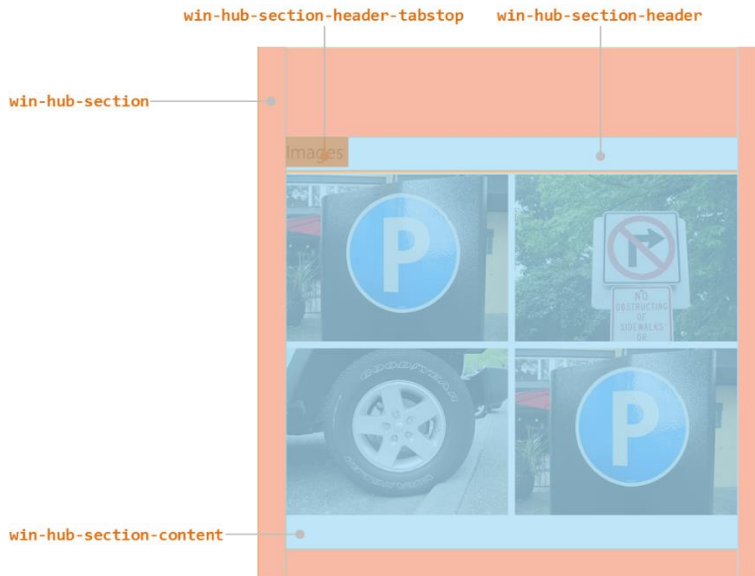 win-hub-section-header-tabstop
win-hub-section-header
win-hub-section
Images
P
NO
OBSTRUCTING
OF
SIDEWALKS
OR
GOODYEAR
P
win-hub-section-content